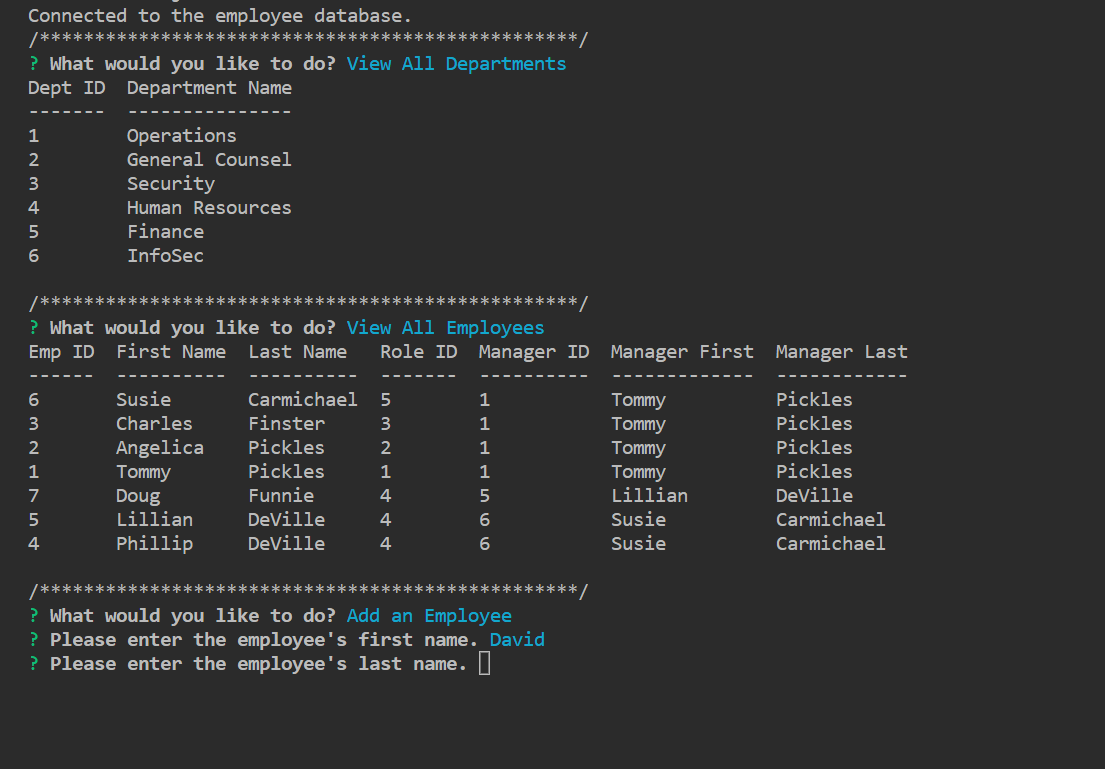 Connected to the employee database.
/*************************************************/
? What would you like to do? View All Departments
Dept ID  Department Name
-------  ---------------
1        Operations
2        General Counsel
3        Security
4        Human Resources
5        Finance
6        InfoSec
/*************************************************/
? What would you like to do? View All Employees
Emp ID  First Name  Last Name   Role ID  Manager ID  Manager First  Manager Last
------  ----------  ----------  -------  ----------  -------------  ------------
6       Susie       Carmichael  5        1           Tommy          Pickles
3       Charles     Finster     3        1           Tommy          Pickles
2       Angelica    Pickles     2        1           Tommy          Pickles
1       Tommy       Pickles     1        1           Tommy          Pickles
7       Doug        Funnie      4        5           Lillian        DeVille
5       Lillian     DeVille     4        6           Susie          Carmichael
4       Phillip     DeVille     4        6           Susie          Carmichael
/*************************************************/
? What would you like to do? Add an Employee
? Please enter the employee's first name. David
? Please enter the employee's last name.